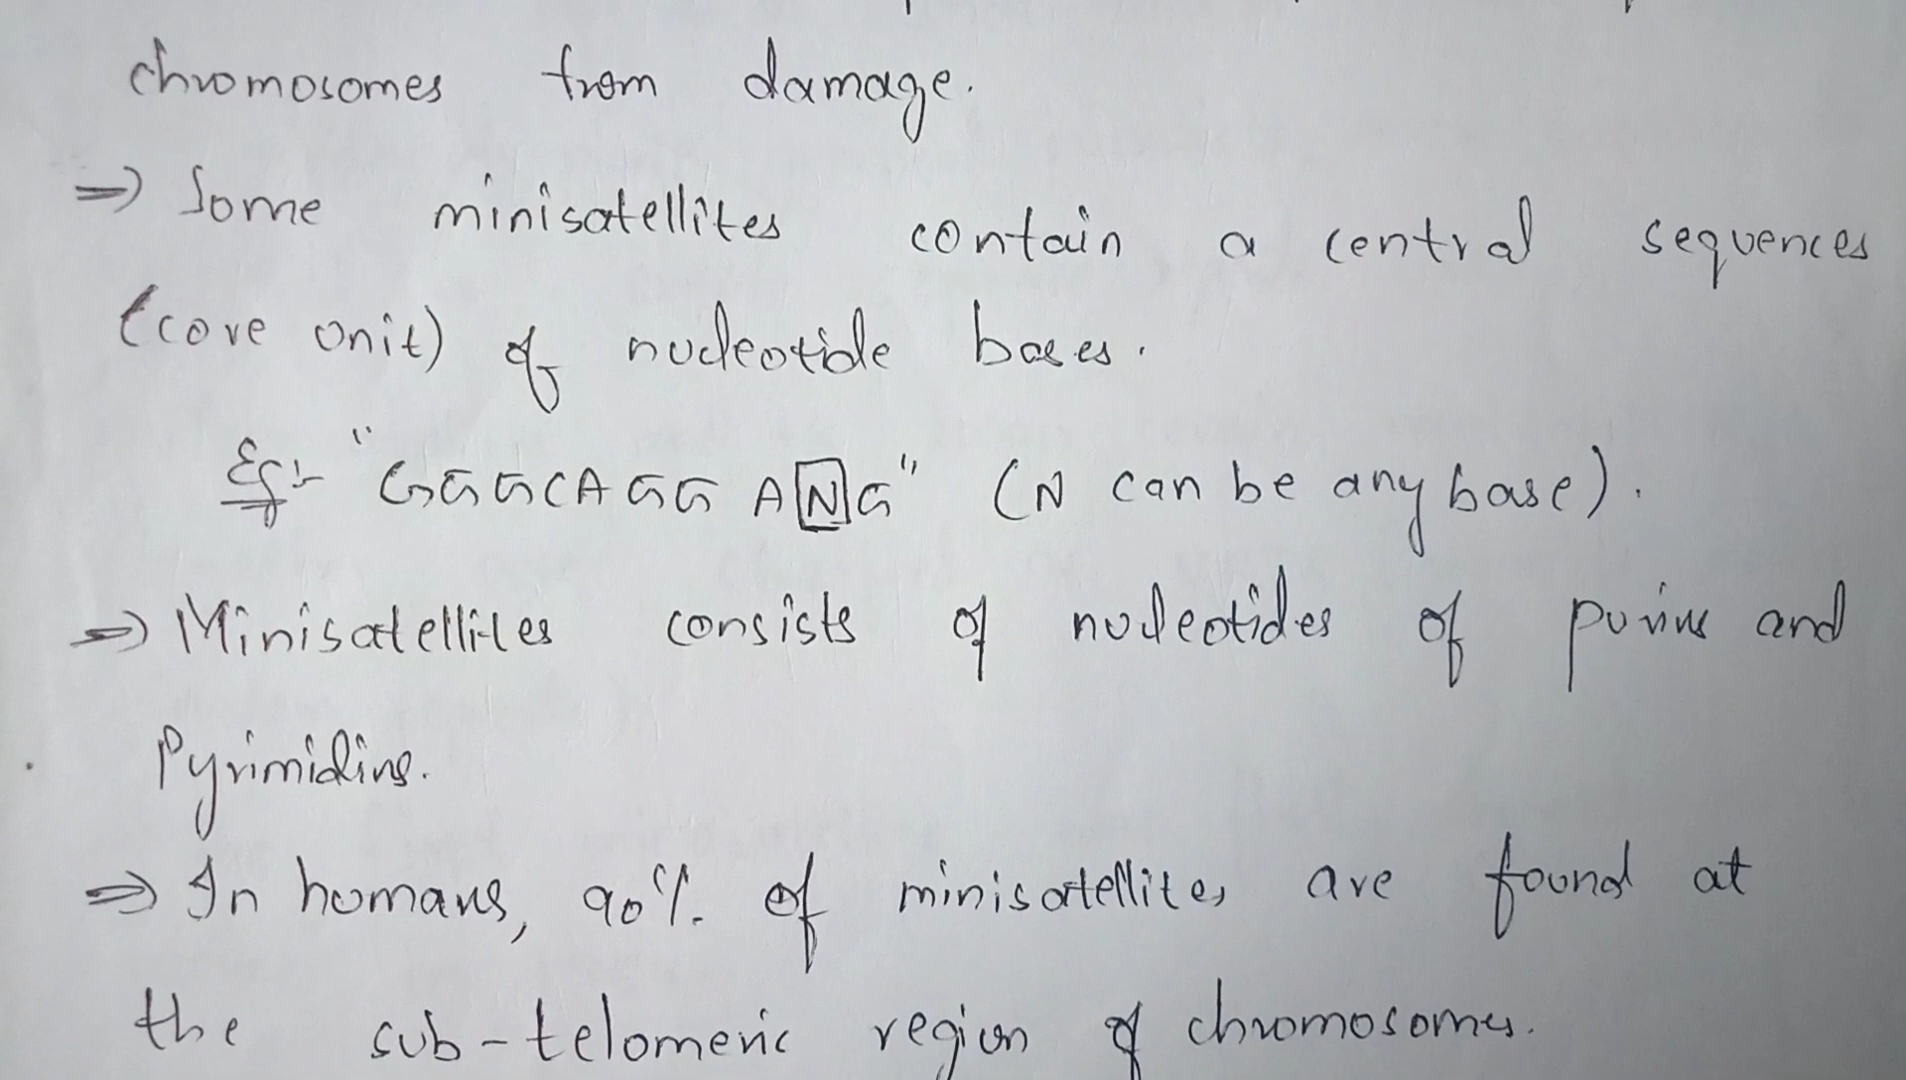 chromosomes from damage.
⇒ Some minisatellites contain a central sequences
(core unit) of nucleotide bases.
Eg:- "GGGCAGG A[N]G" (N can be any base).
⇒ Minisatellites consists of nucleotides of purine and
Pyrimidine.
⇒ In humans, 90% of minisatellites are found at
the sub-telomeric region of chromosomes.